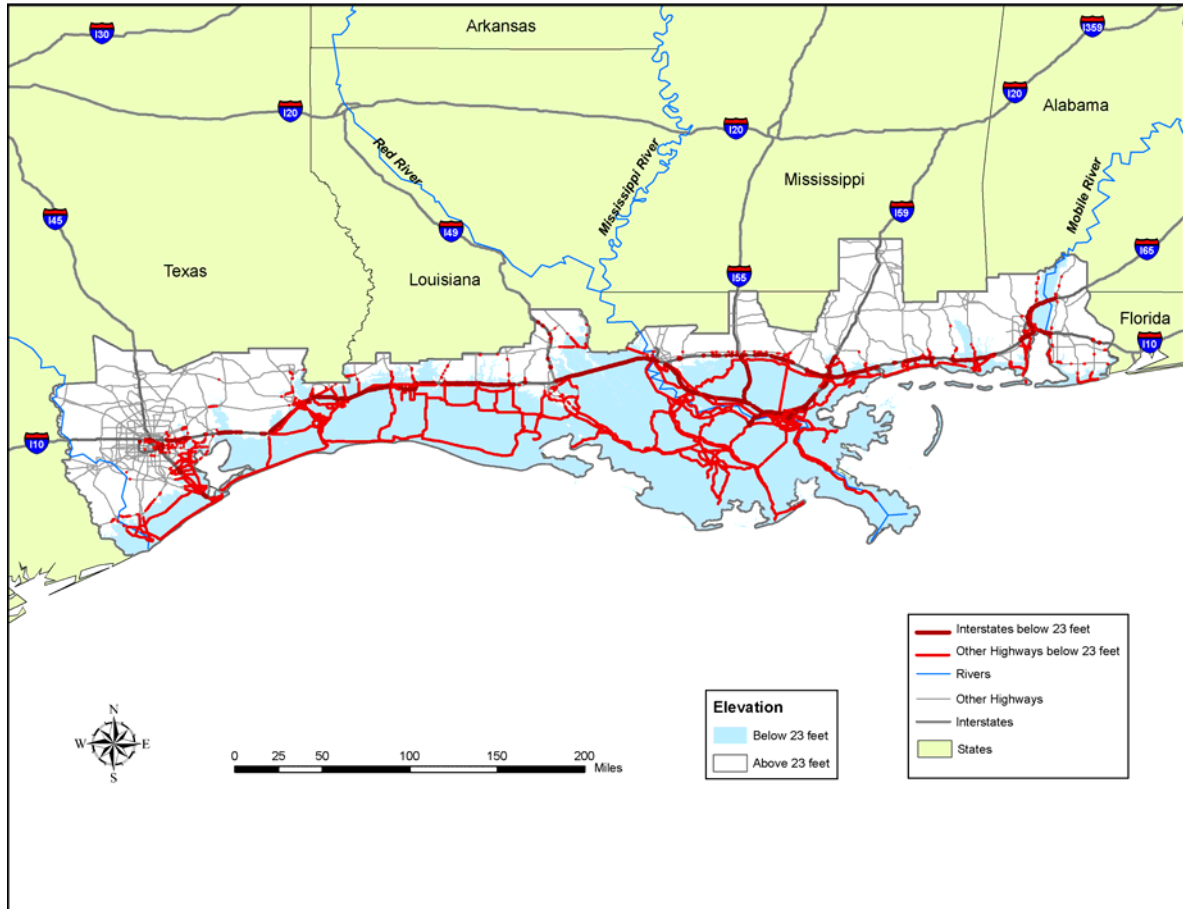 Arkansas
I30
I359
I20
I20
Alabama
I20
Red River
Mississippi River
Mississippi
Mobile River
I45
I49
I59
I65
Texas
Louisiana
I55
Florida
I10
I10
Interstates below 23 feet
Other Highways below 23 feet
Rivers
Other Highways
Interstates
States
Elevation
Below 23 feet
Above 23 feet
N
W E
S
0 25 50 100 150 200
Miles